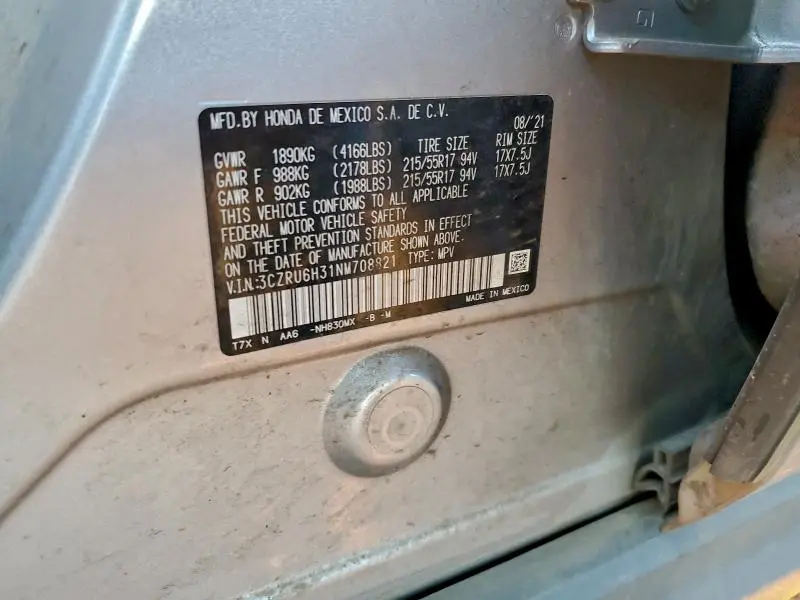 MFD.BY HONDA DE MEXICO S.A. DE C.V. 08/'21
GVWR 1890KG (4166LBS) TIRE SIZE RIM SIZE
GAWR F 988KG (2178LBS) 215/55R17 94V 17X7.5J
GAWR R 902KG (1988LBS) 215/55R17 94V 17X7.5J
THIS VEHICLE CONFORMS TO ALL APPLICABLE
FEDERAL MOTOR VEHICLE SAFETY
AND THEFT PREVENTION STANDARDS IN EFFECT
ON THE DATE OF MANUFACTURE SHOWN ABOVE.
V.I.N:3CZRU6H31NM708821 TYPE: MPV
T7X N AA6 -NH830MX -B -M MADE IN MEXICO